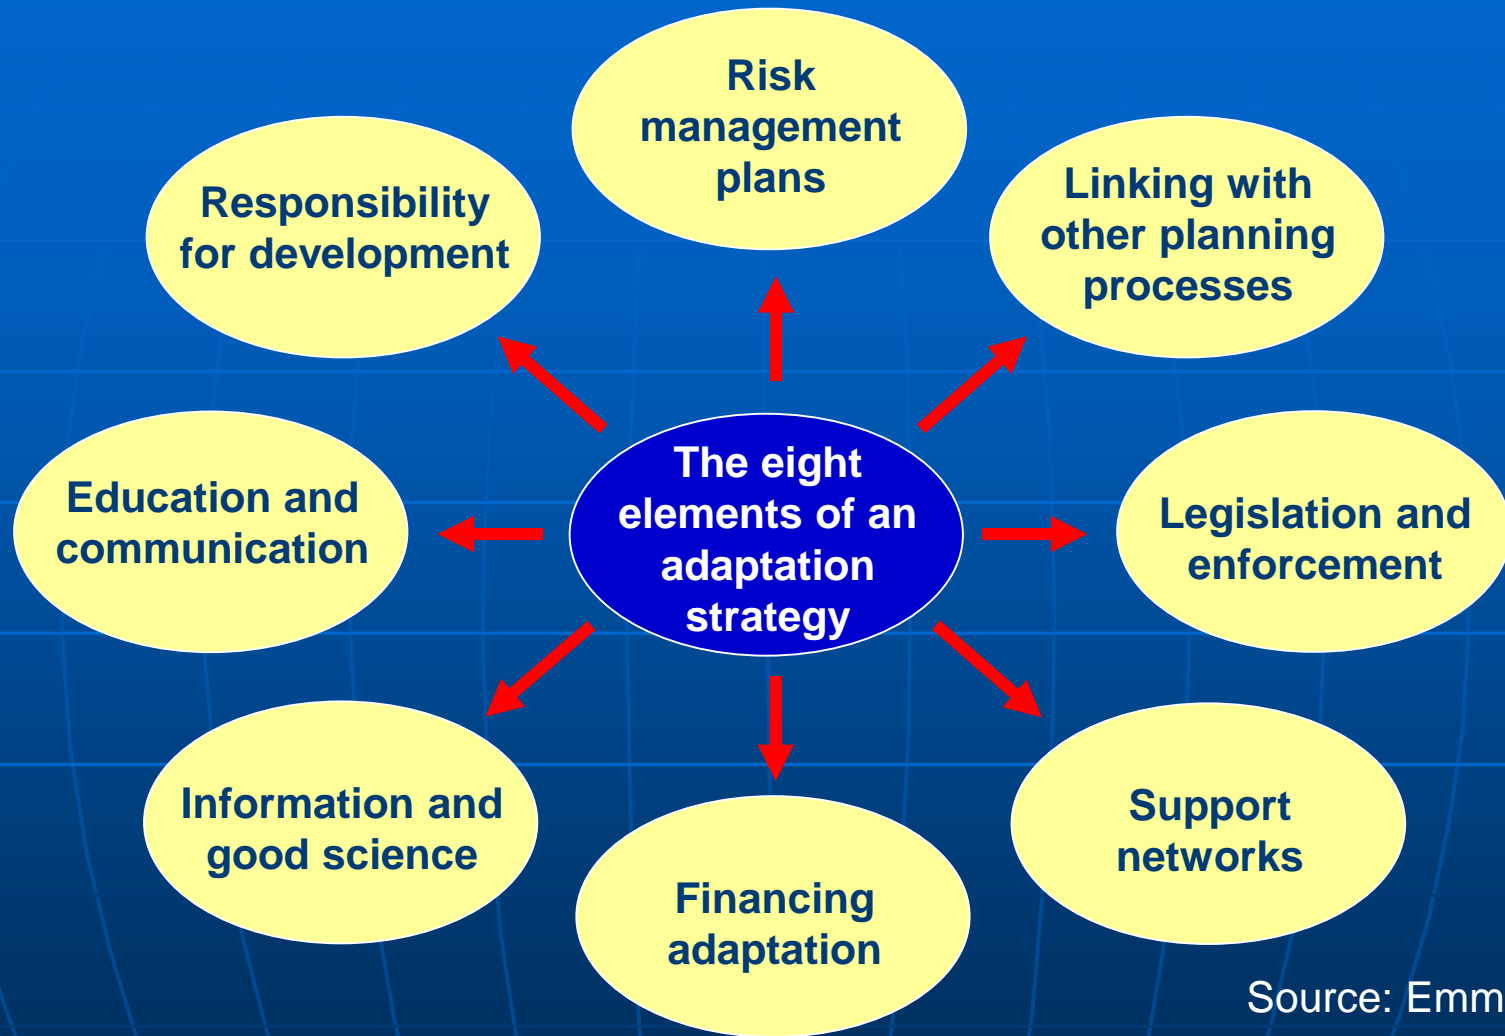 Risk
management
plans
Responsibility
for development
Linking with
other planning
processes
Education and
communication
The eight
elements of an
adaptation
strategy
Legislation and
enforcement
Information and
good science
Support
networks
Financing
adaptation
Source: Emm